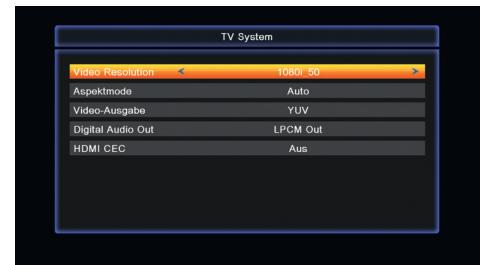 TV System
Video Resolution < 1080i_50 >
Aspektmode Auto
Video-Ausgabe YUV
Digital Audio Out LPCM Out
HDMI CEC Aus